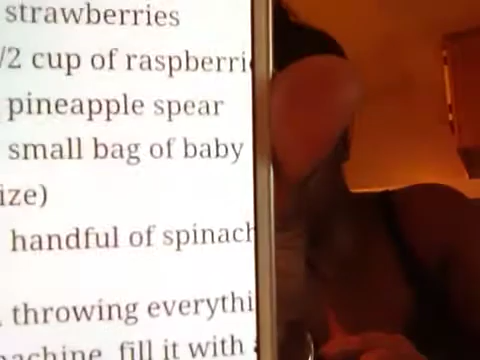 strawberries
/2 cup of raspberri
pineapple spear
small bag of baby
ize)
handful of spinach
throwing everythi
machine, fill it with